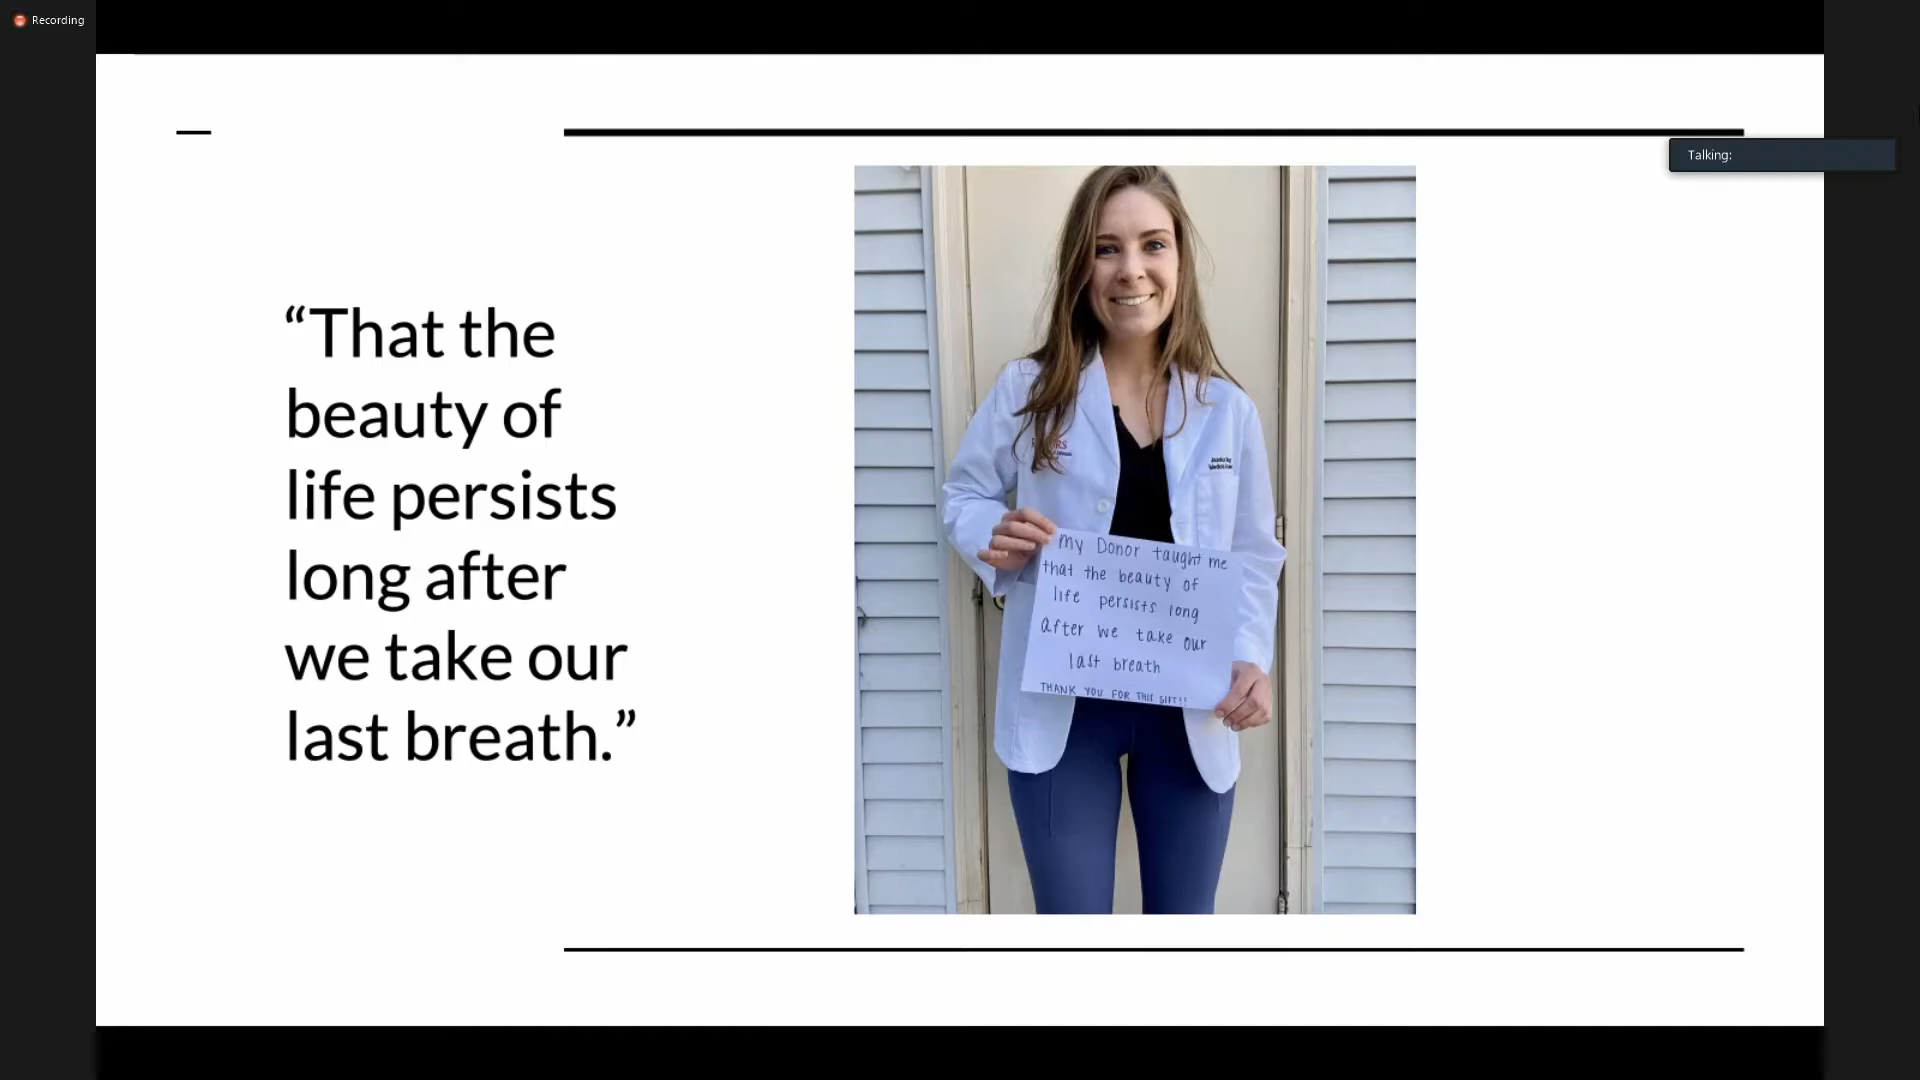 Recording
Talking:
“That the
beauty of
life persists
long after
we take our
last breath.”
My Donor taught me
that the beauty of
life persists long
after we take our
last breath
THANK YOU FOR THIS GIFT!!